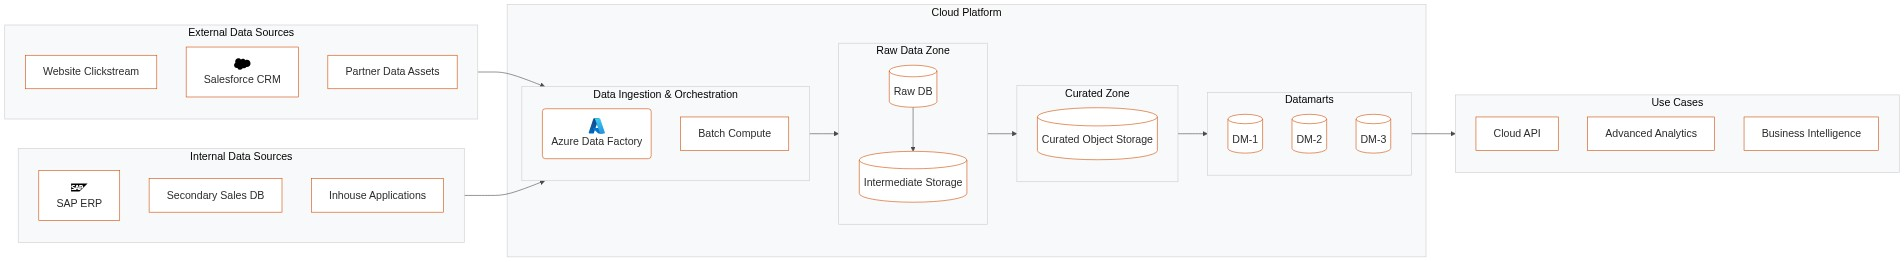 External Data Sources
Website Clickstream
Salesforce CRM
Partner Data Assets
Internal Data Sources
SAP
SAP ERP
Secondary Sales DB
Inhouse Applications
Cloud Platform
Data Ingestion & Orchestration
Azure Data Factory
Batch Compute
Raw Data Zone
Raw DB
Intermediate Storage
Curated Zone
Curated Object Storage
Datamarts
DM-1
DM-2
DM-3
Use Cases
Cloud API
Advanced Analytics
Business Intelligence